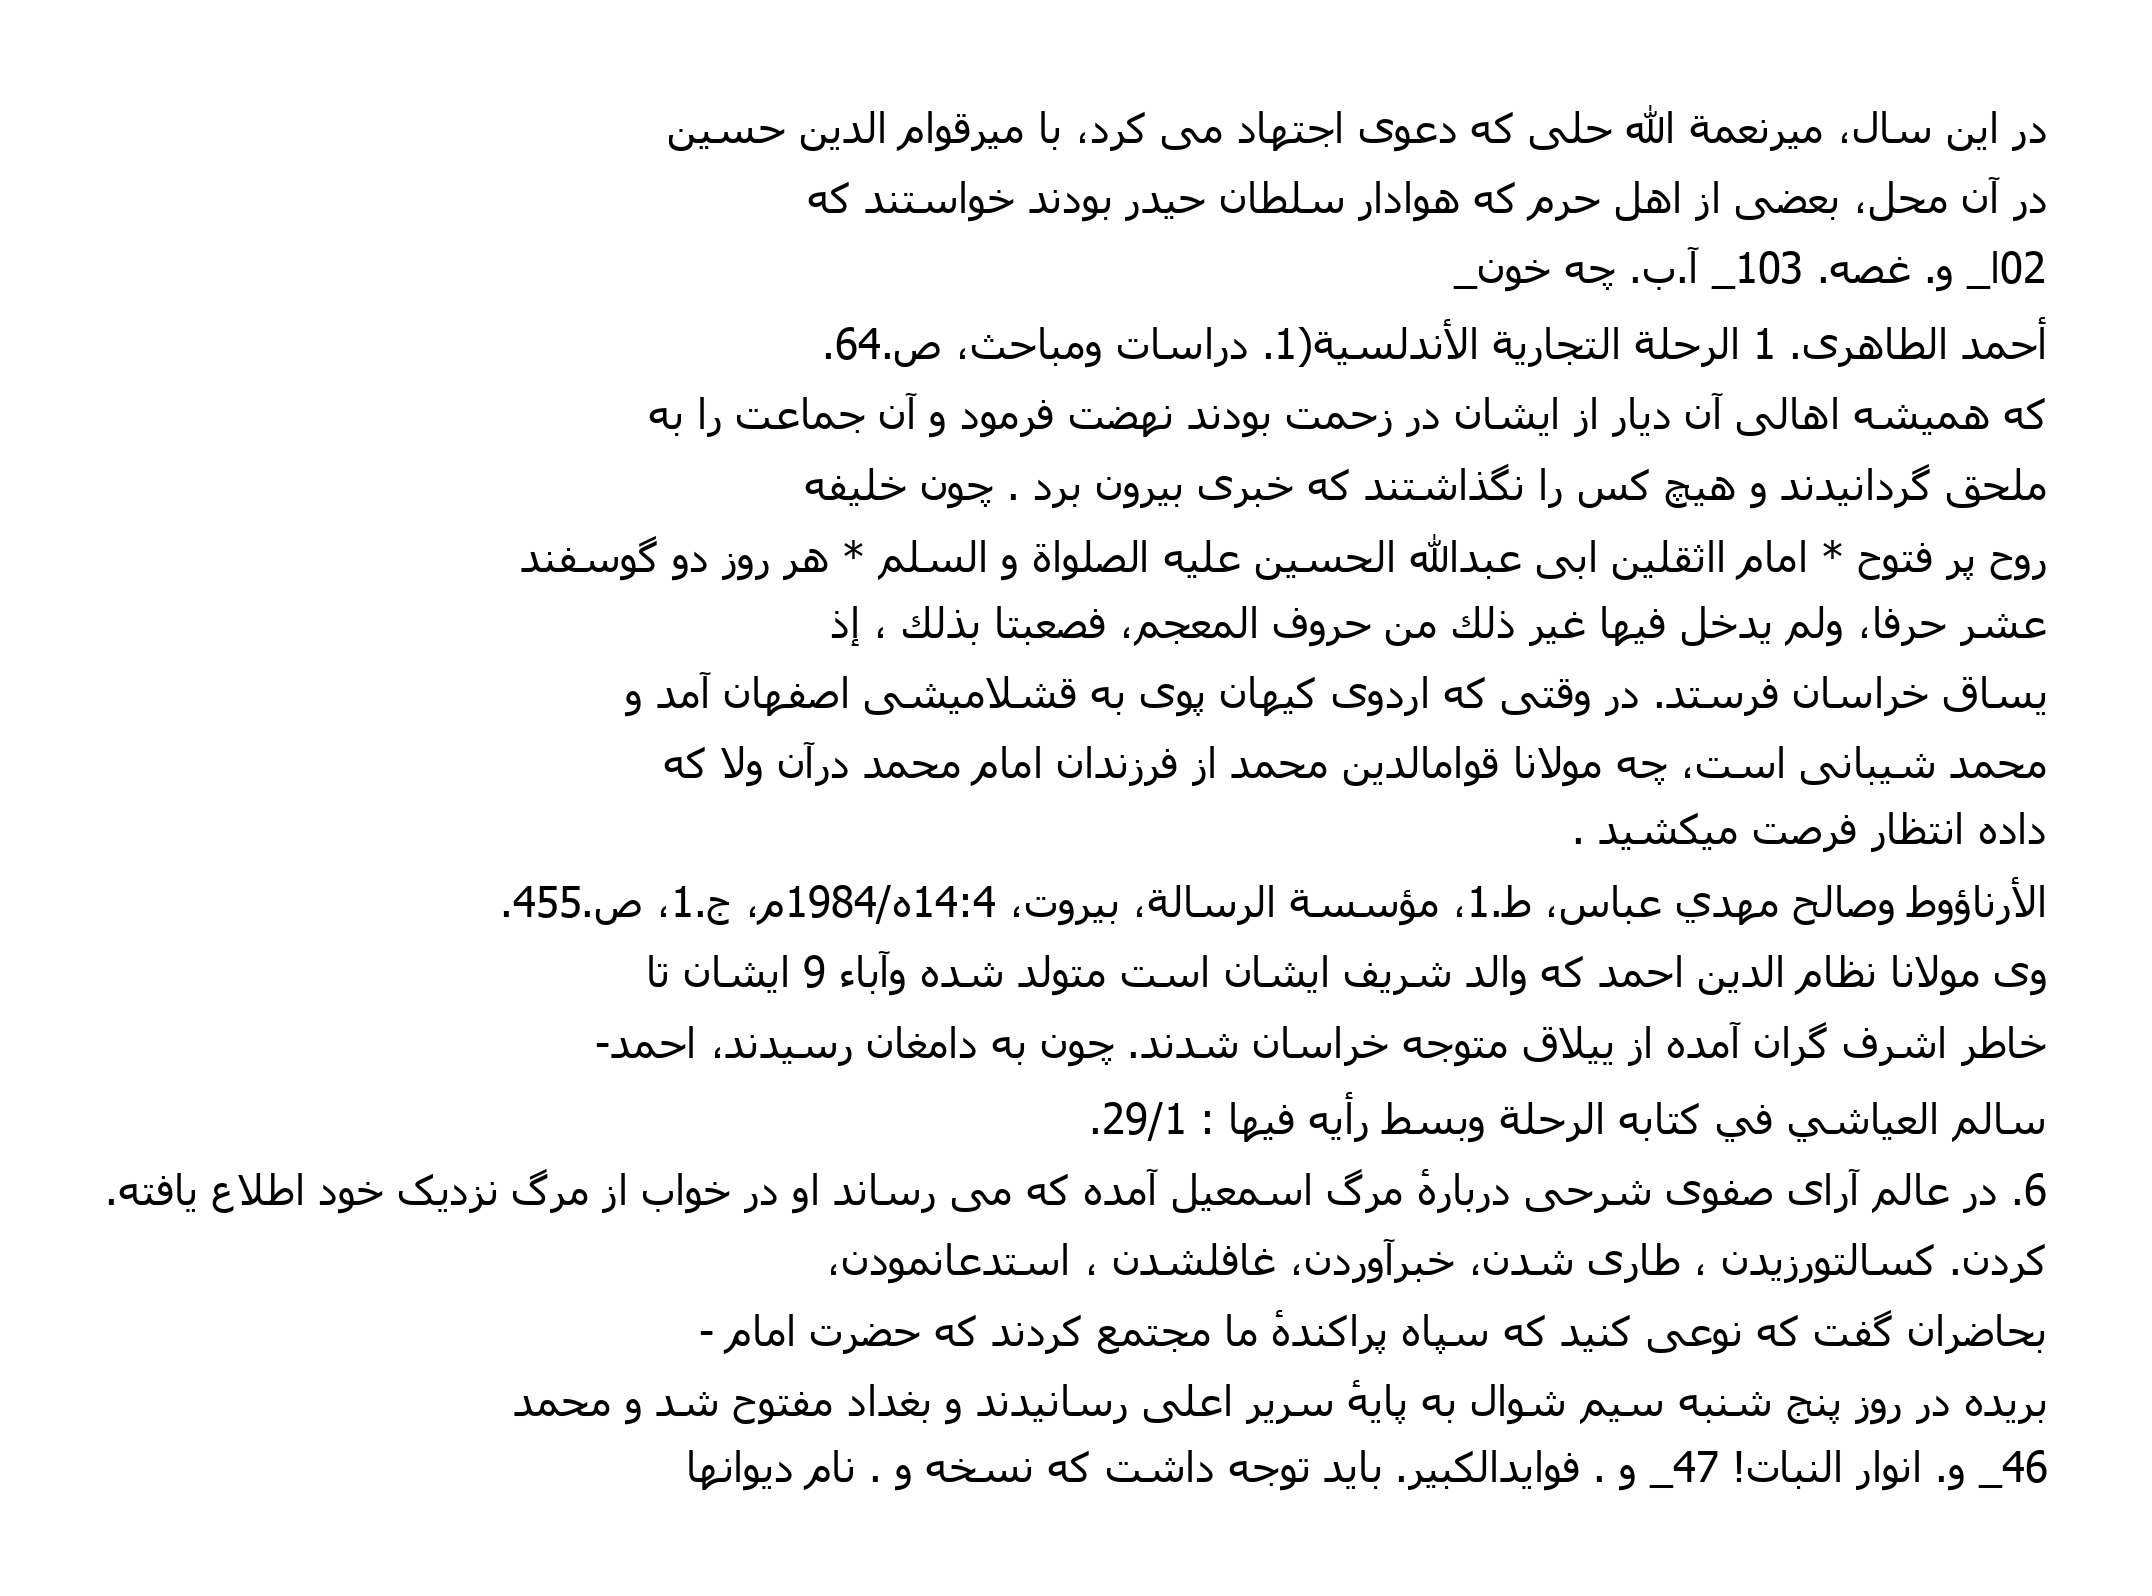 در این سال، میرنعمة الله حلی که دعوی اجتهاد می کرد، با میرقوام الدین حسین
در آن محل، بعضی از اهل حرم که هوادار سلطان حیدر بودند خواستند که
02ا_ و. غصه. 103_ آ.ب. چه خون_
أحمد الطاهری. 1 الرحلة التجاریة الأندلسیة(1. دراسات ومباحث، ص.64.
که همیشه اهالی آن دیار از ایشان در زحمت بودند نهضت فرمود و آن جماعت را به
ملحق گردانیدند و هیچ کس را نگذاشتند که خبری بیرون برد . چون خلیفه
روح پر فتوح * امام ااثقلین ابی عبدالله الحسین علیه الصلواة و السلم * هر روز دو گوسفند
عشر حرفا، ولم يدخل فيها غير ذلك من حروف المعجم، فصعبتا بذلك ، إذ
یساق خراسان فرستد. در وقتی که اردوی کیهان پوی به قشلامیشی اصفهان آمد و
محمد شیبانی است، چه مولانا قوامالدین محمد از فرزندان امام محمد درآن ولا که
داده انتظار فرصت میکشید .
الأرناؤوط وصالح مهدي عباس، ط.1، مؤسسة الرسالة، بيروت، 14:4ه/1984م، ج.1، ص.455.
وی مولانا نظام الدین احمد که والد شریف ایشان است متولد شده وآباء 9 ایشان تا
خاطر اشرف گران آمده از ییلاق متوجه خراسان شدند. چون به دامغان رسیدند، احمد-
سالم العياشي في كتابه الرحلة وبسط رأيه فيها : 29/1.
6. در عالم آرای صفوی شرحی دربارۀ مرگ اسمعیل آمده که می رساند او در خواب از مرگ نزدیک خود اطلاع یافته.
کردن. کسالتورزیدن ، طاری شدن، خبرآوردن، غافلشدن ، استدعانمودن،
بحاضران گفت که نوعی کنید که سپاه پراکندۀ ما مجتمع کردند که حضرت امام -
بریده در روز پنج شنبه سیم شوال به پایۀ سریر اعلی رسانیدند و بغداد مفتوح شد و محمد
46_ و. انوار النبات! 47_ و . فوایدالکبیر. باید توجه داشت که نسخه و . نام دیوانها